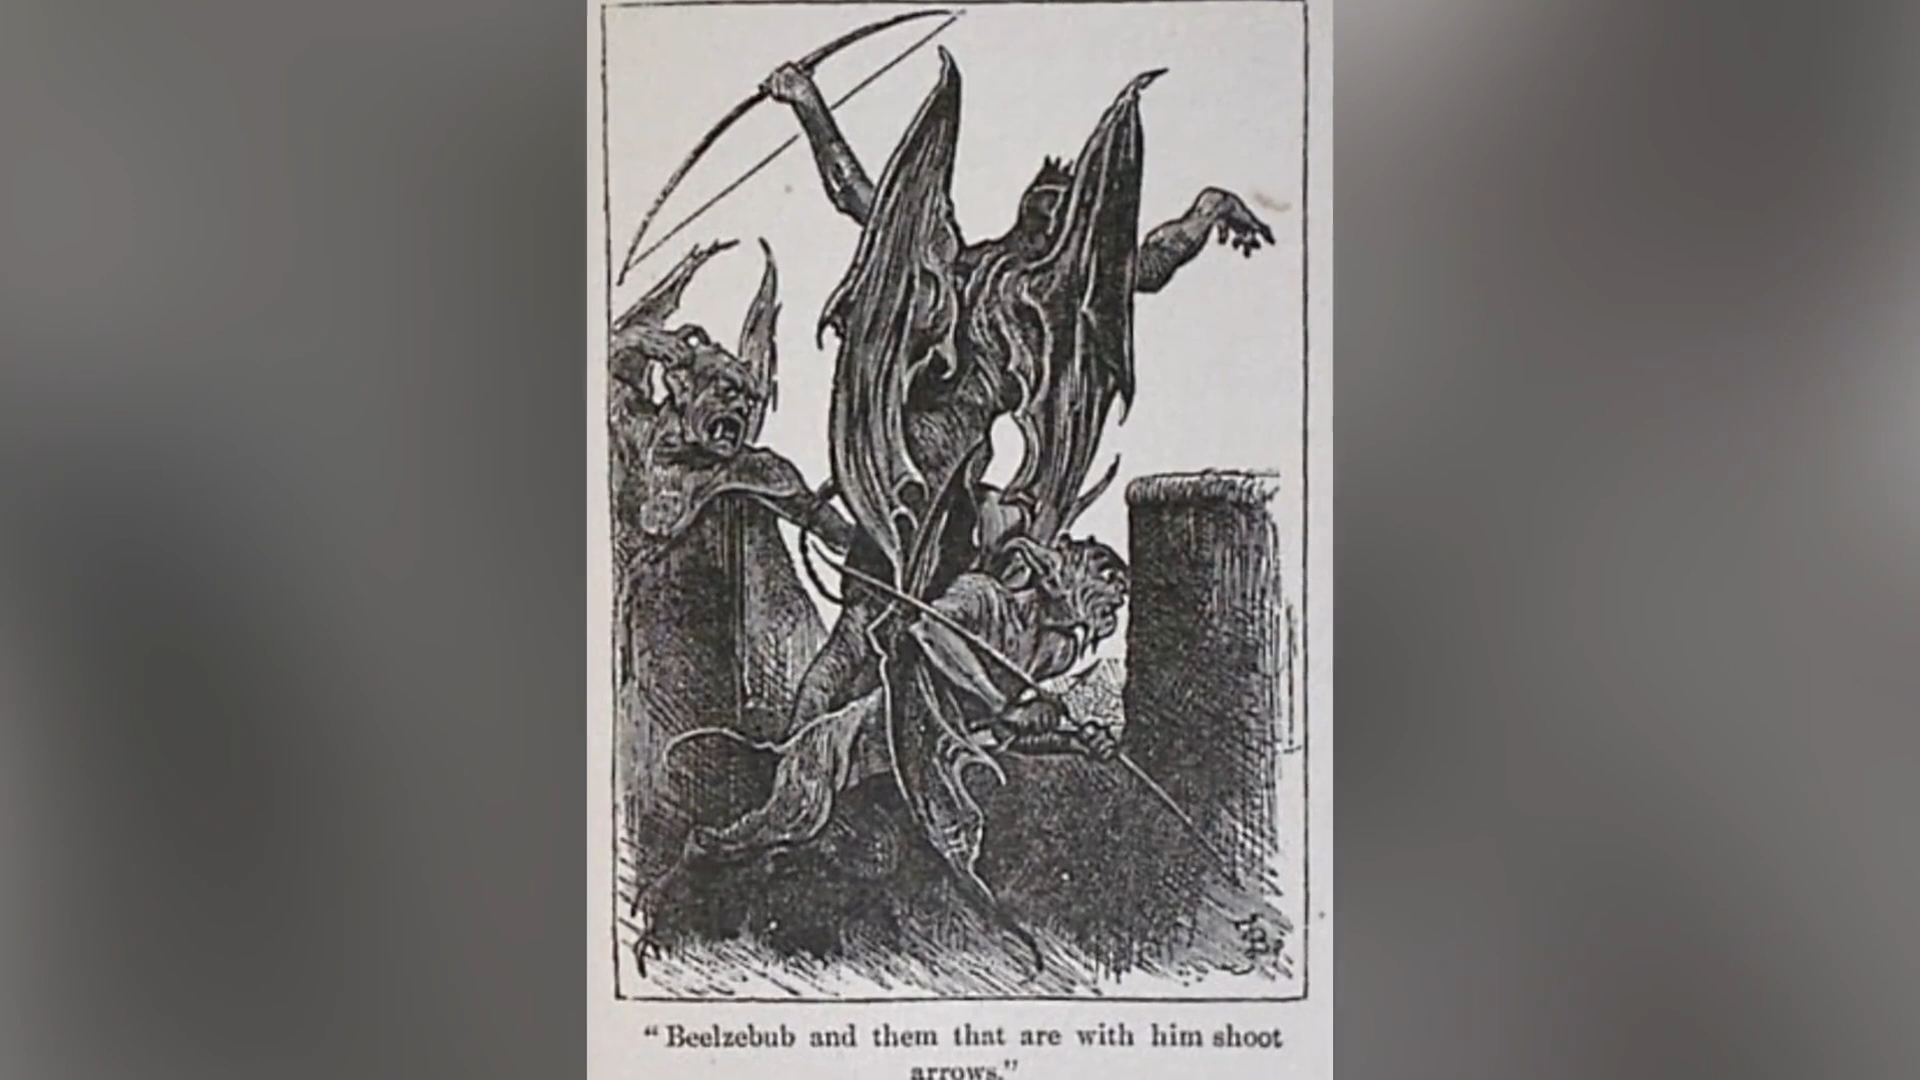 “Beelzebub and them that are with him shoot
arrows.”